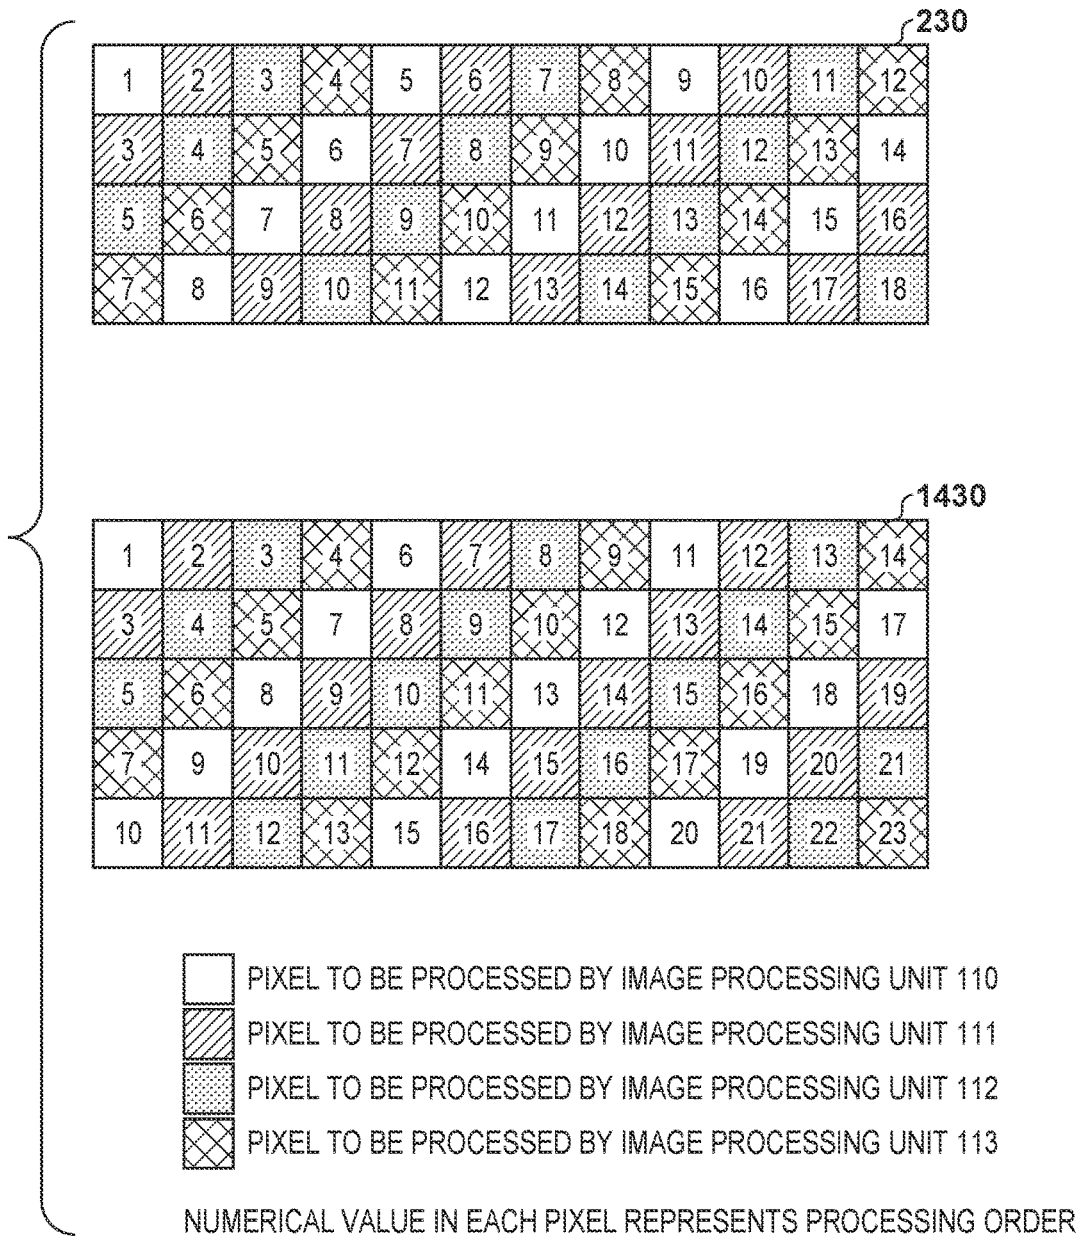 230
1 2 3 4 5 6 7 8 9 10 11 12
3 4 5 6 7 8 9 10 11 12 13 14
5 6 7 8 9 10 11 12 13 14 15 16
7 8 9 10 11 12 13 14 15 16 17 18
1430
1 2 3 4 6 7 8 9 11 12 13 14
3 4 5 7 8 9 10 12 13 14 15 17
5 6 8 9 10 11 13 14 15 16 18 19
7 9 10 11 12 14 15 16 17 19 20 21
10 11 12 13 15 16 17 18 20 21 22 23
PIXEL TO BE PROCESSED BY IMAGE PROCESSING UNIT 110
PIXEL TO BE PROCESSED BY IMAGE PROCESSING UNIT 111
PIXEL TO BE PROCESSED BY IMAGE PROCESSING UNIT 112
PIXEL TO BE PROCESSED BY IMAGE PROCESSING UNIT 113
NUMERICAL VALUE IN EACH PIXEL REPRESENTS PROCESSING ORDER